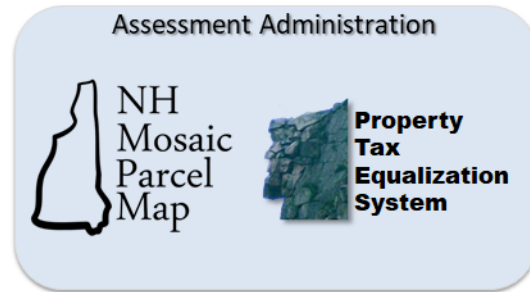 Assessment Administration
NH
Mosaic
Parcel
Map
Property
Tax
Equalization
System